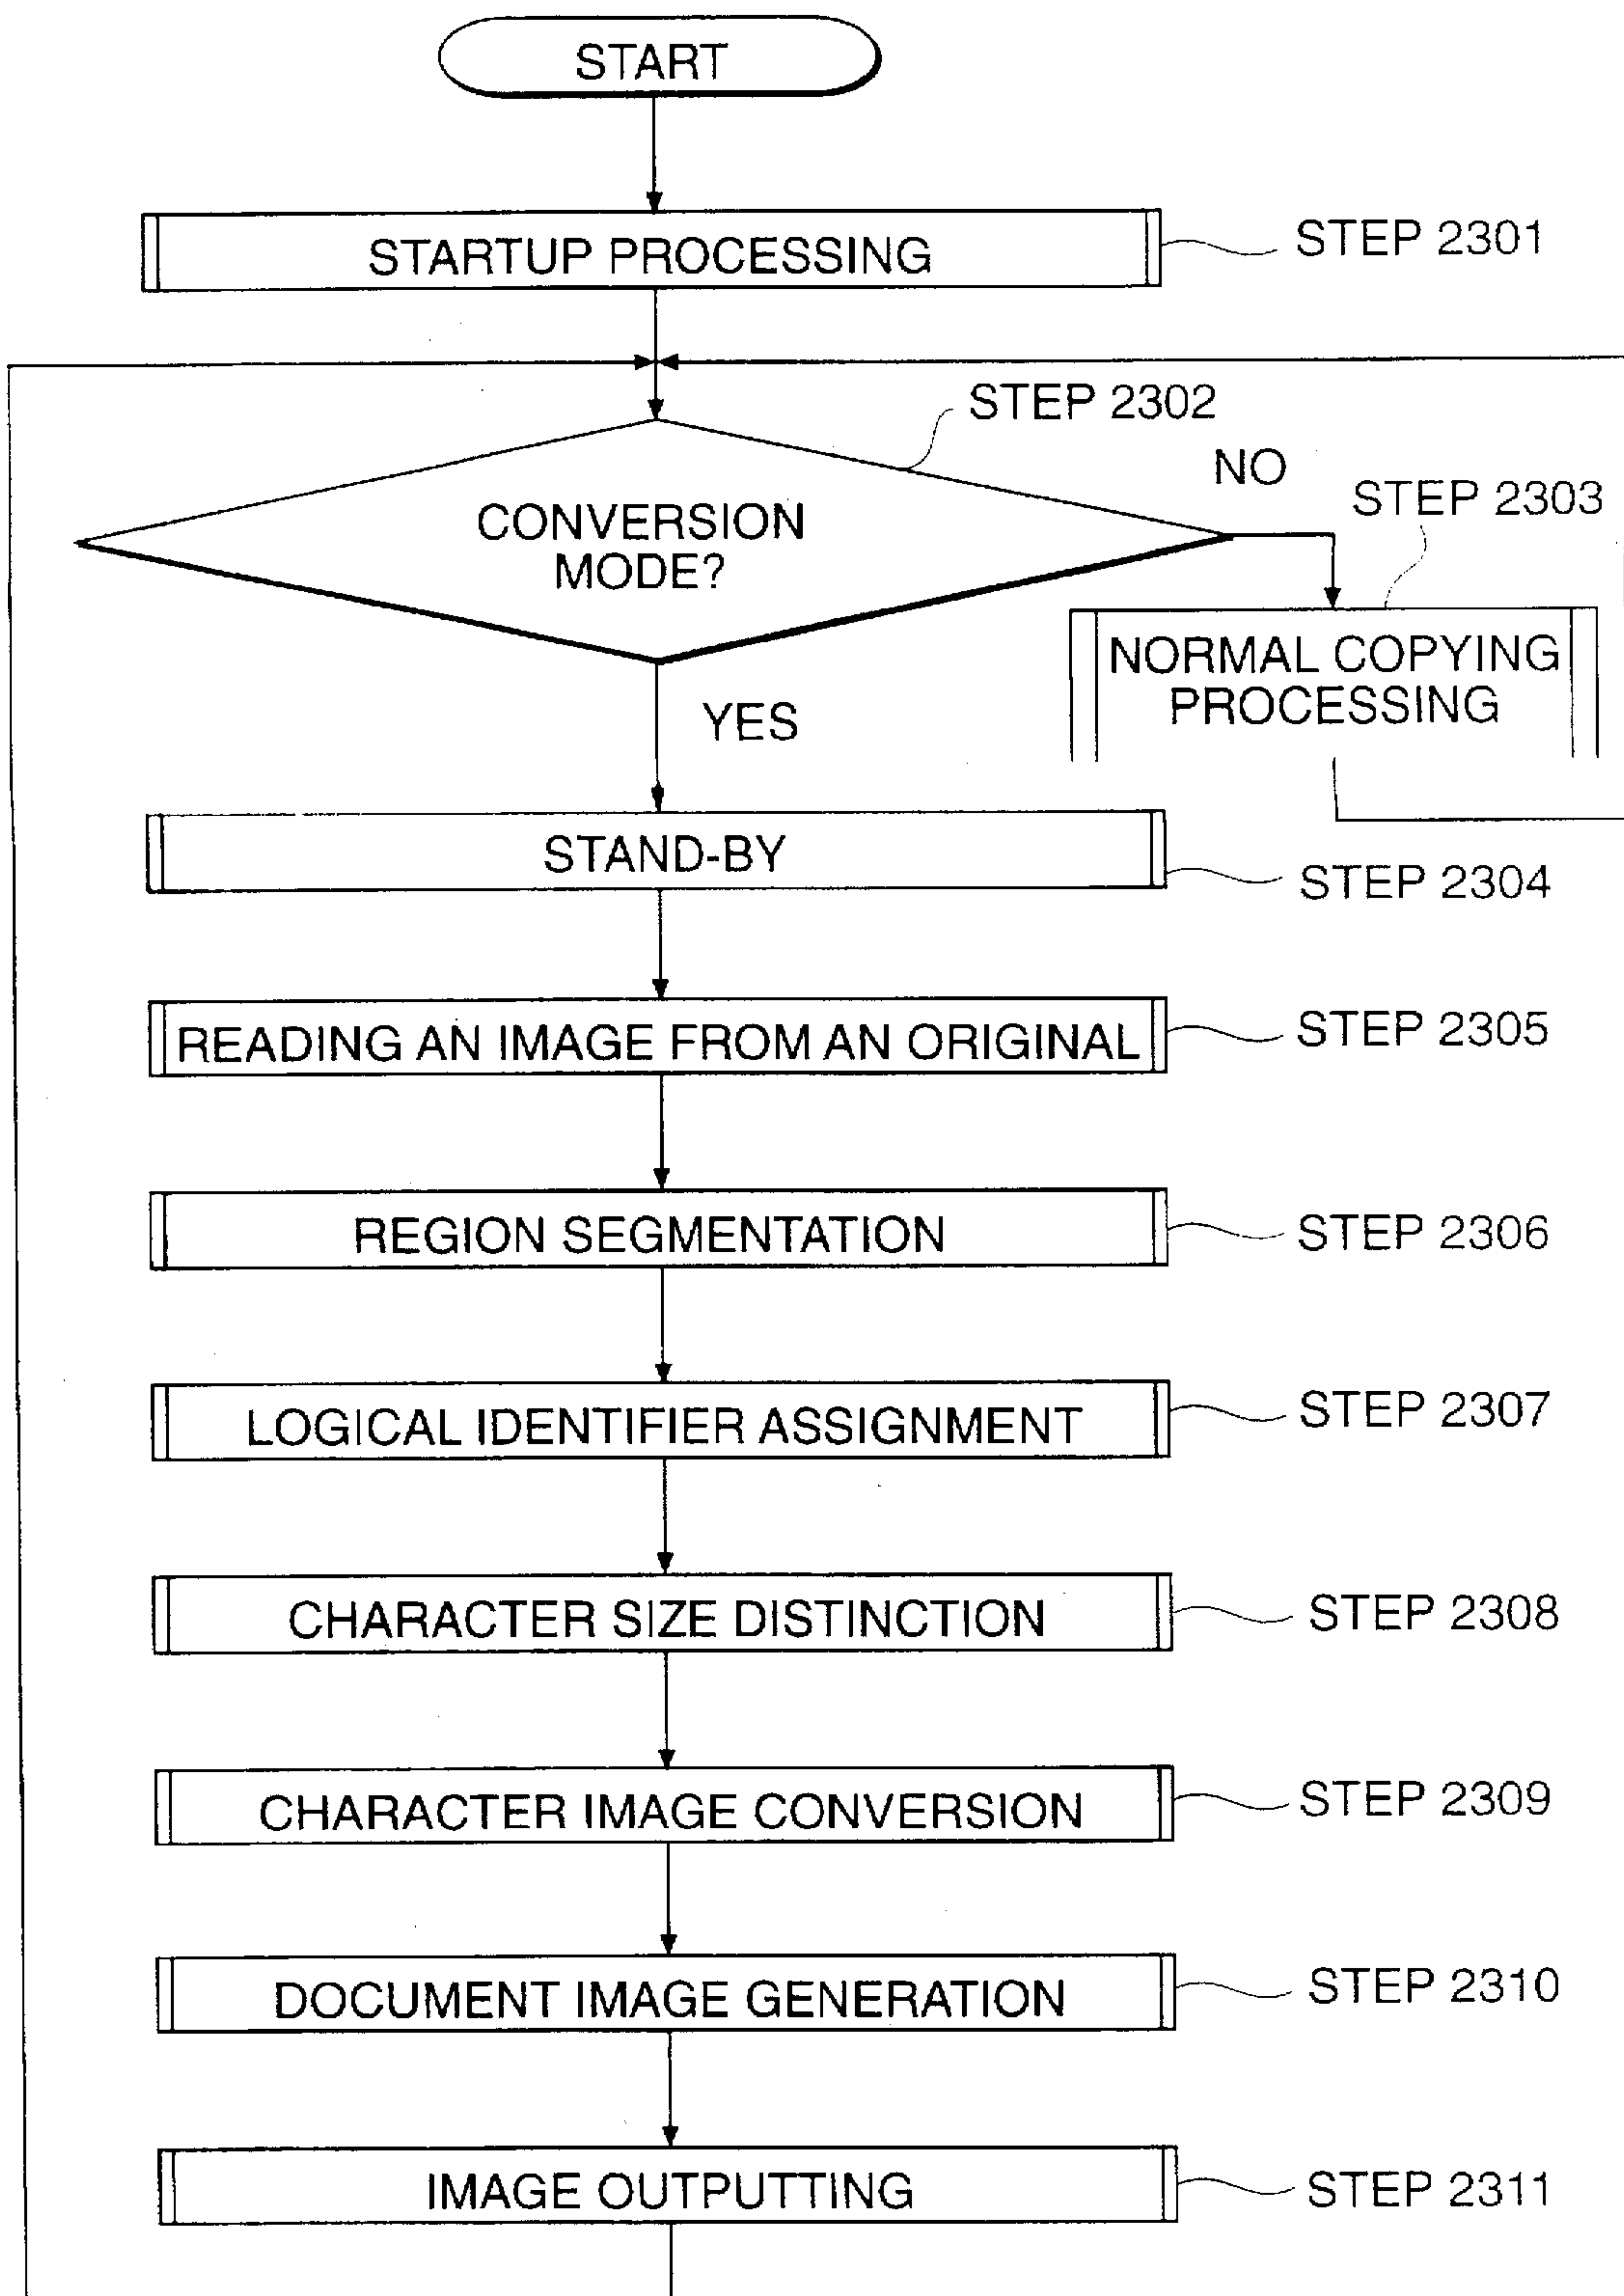 START
STARTUP PROCESSING
STEP 2301
STEP 2302
CONVERSION
MODE?
NO
STEP 2303
NORMAL COPYING
PROCESSING
YES
STAND-BY
STEP 2304
READING AN IMAGE FROM AN ORIGINAL
STEP 2305
REGION SEGMENTATION
STEP 2306
LOGICAL IDENTIFIER ASSIGNMENT
STEP 2307
CHARACTER SIZE DISTINCTION
STEP 2308
CHARACTER IMAGE CONVERSION
STEP 2309
DOCUMENT IMAGE GENERATION
STEP 2310
IMAGE OUTPUTTING
STEP 2311